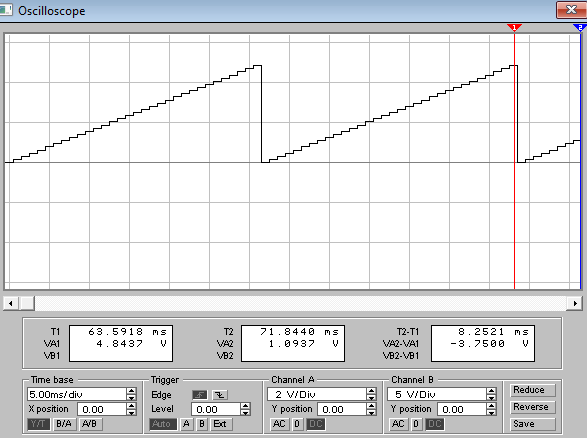 Oscilloscope
1 2
T1 63.5918 ms T2 71.8440 ms T2-T1 8.2521 ms
VA1 4.8437 V VA2 1.0937 V VA2-VA1 -3.7500 V
VB1 VB2 VB2-VB1
Time base Trigger Channel A Channel B
5.00ms/div Edge 2 V/Div 5 V/Div Reduce
X position 0.00 Level 0.00 Y position 0.00 Y position 0.00 Reverse
Y/T B/A A/B Auto A B Ext AC 0 DC AC 0 DC Save